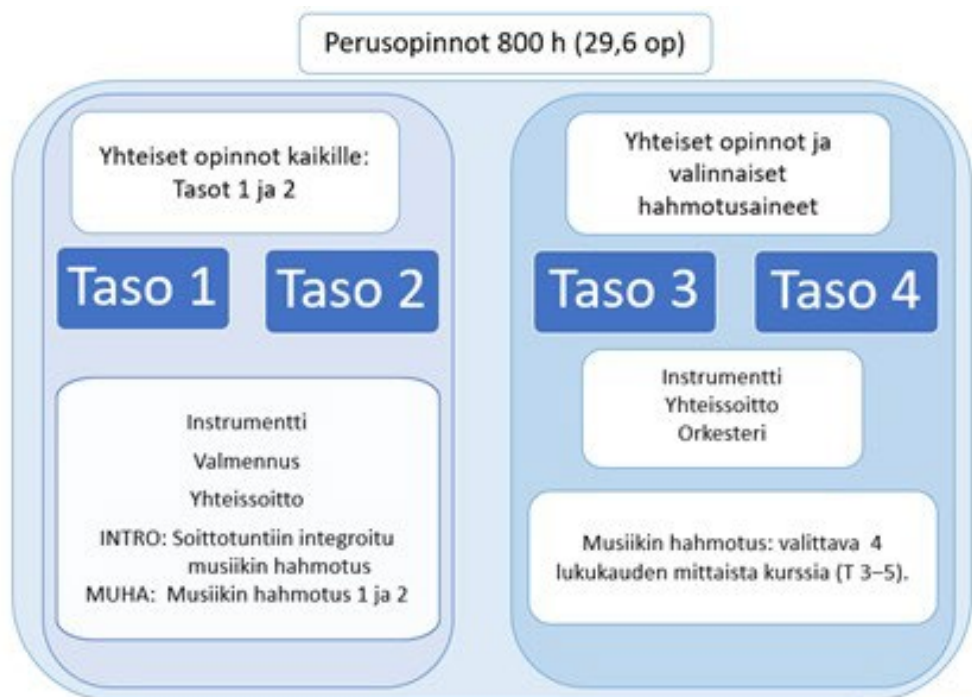 Perusopinnot 800 h (29,6 op)
Yhteiset opinnot kaikille:
Tasot 1 ja 2
Taso 1
Taso 2
Instrumentti
Valmennus
Yhteissoitto
INTRO: Soittotuntiin integroitu
musiikin hahmotus
MUHA: Musiikin hahmotus 1 ja 2
Yhteiset opinnot ja
valinnaiset
hahmotusaineet
Taso 3
Taso 4
Instrumentti
Yhteissoitto
Orkesteri
Musiikin hahmotus: valittava 4
lukukauden mittaista kurssia (T 3–5).